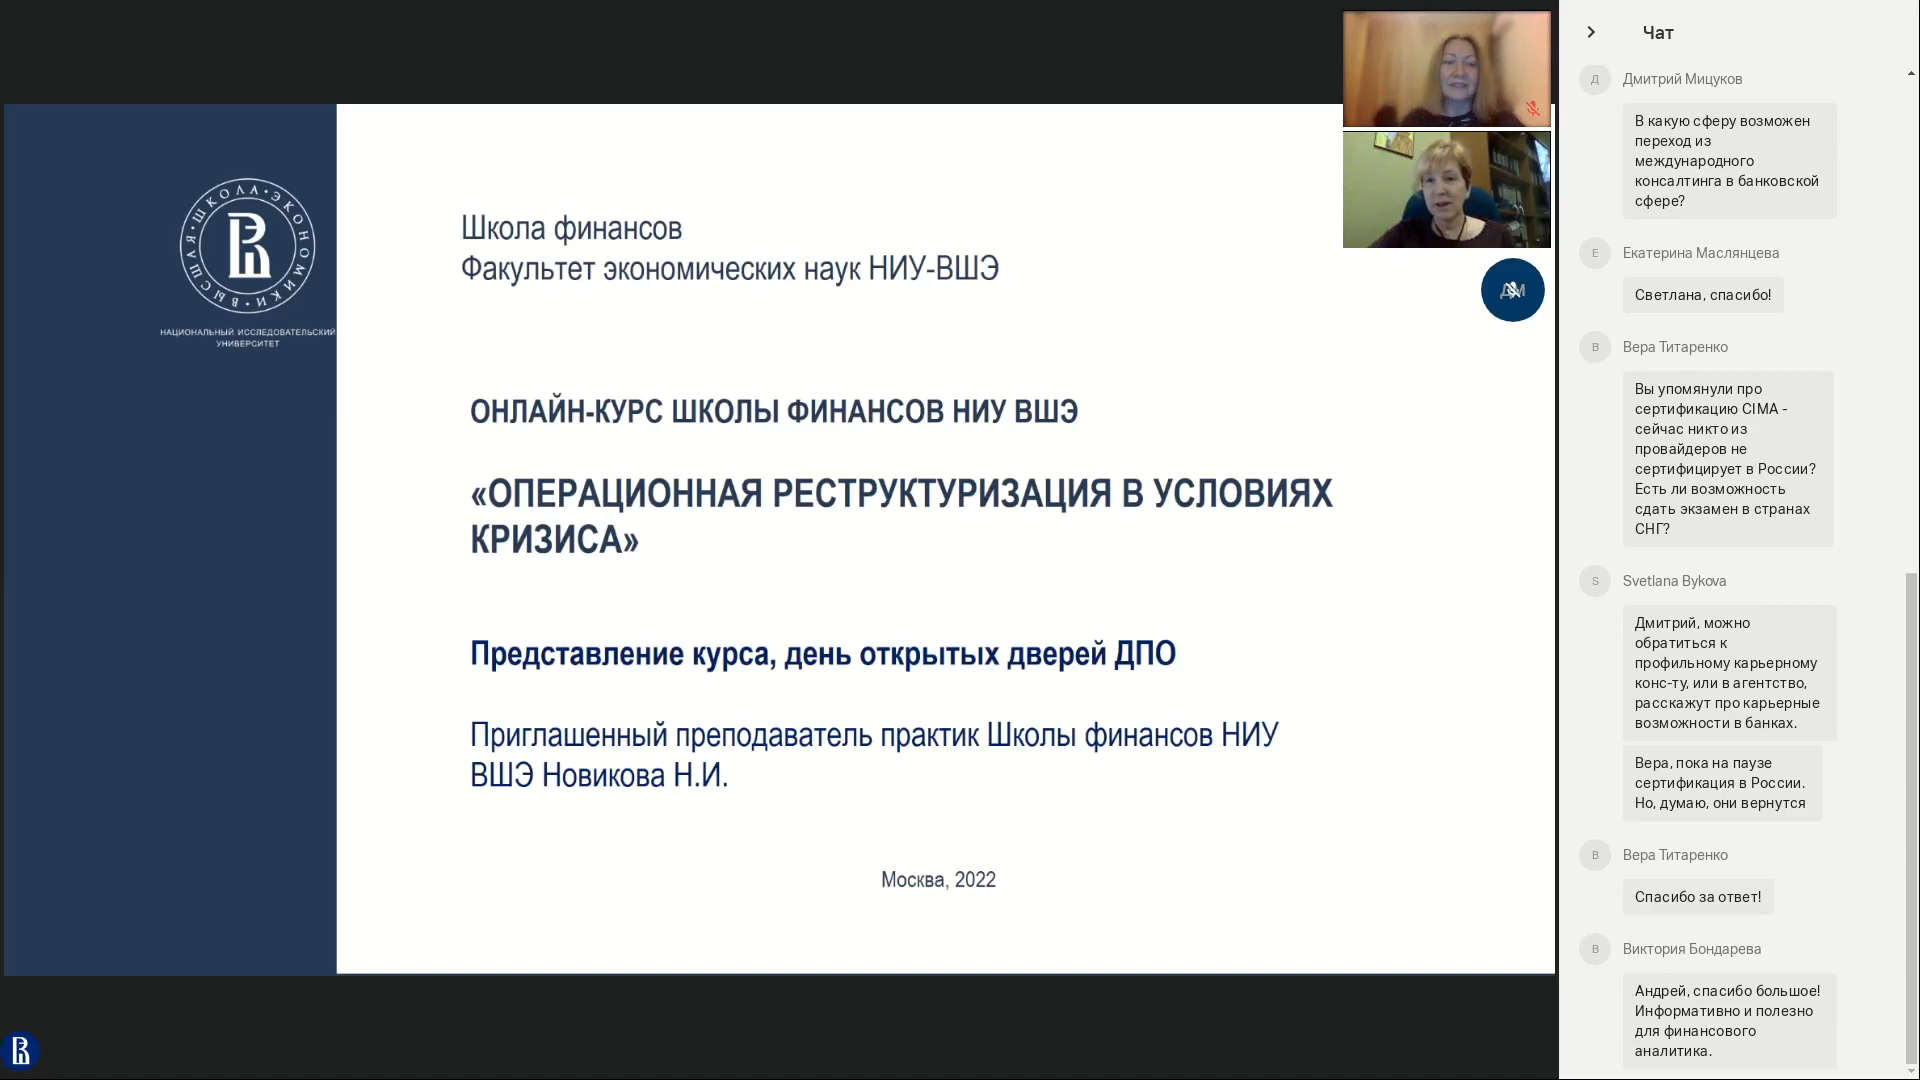 ВЫСШАЯ • ШКОЛА • ЭКОНОМИКИ •
НАЦИОНАЛЬНЫЙ ИССЛЕДОВАТЕЛЬСКИЙ
УНИВЕРСИТЕТ
Школа финансов
Факультет экономических наук НИУ-ВШЭ
ОНЛАЙН-КУРС ШКОЛЫ ФИНАНСОВ НИУ ВШЭ
«ОПЕРАЦИОННАЯ РЕСТРУКТУРИЗАЦИЯ В УСЛОВИЯХ
КРИЗИСА»
Представление курса, день открытых дверей ДПО
Приглашенный преподаватель практик Школы финансов НИУ
ВШЭ Новикова Н.И.
Москва, 2022
ДМ
Чат
Д
Дмитрий Мицуков
В какую сферу возможен
переход из
международного
консалтинга в банковской
сфере?
Е
Екатерина Маслянцева
Светлана, спасибо!
В
Вера Титаренко
Вы упомянули про
сертификацию CIMA -
сейчас никто из
провайдеров не
сертифицирует в России?
Есть ли возможность
сдать экзамен в странах
СНГ?
S
Svetlana Bykova
Дмитрий, можно
обратиться к
профильному карьерному
конс-ту, или в агентство,
расскажут про карьерные
возможности в банках.
Вера, пока на паузе
сертификация в России.
Но, думаю, они вернутся
В
Вера Титаренко
Спасибо за ответ!
В
Виктория Бондарева
Андрей, спасибо большое!
Информативно и полезно
для финансового
аналитика.